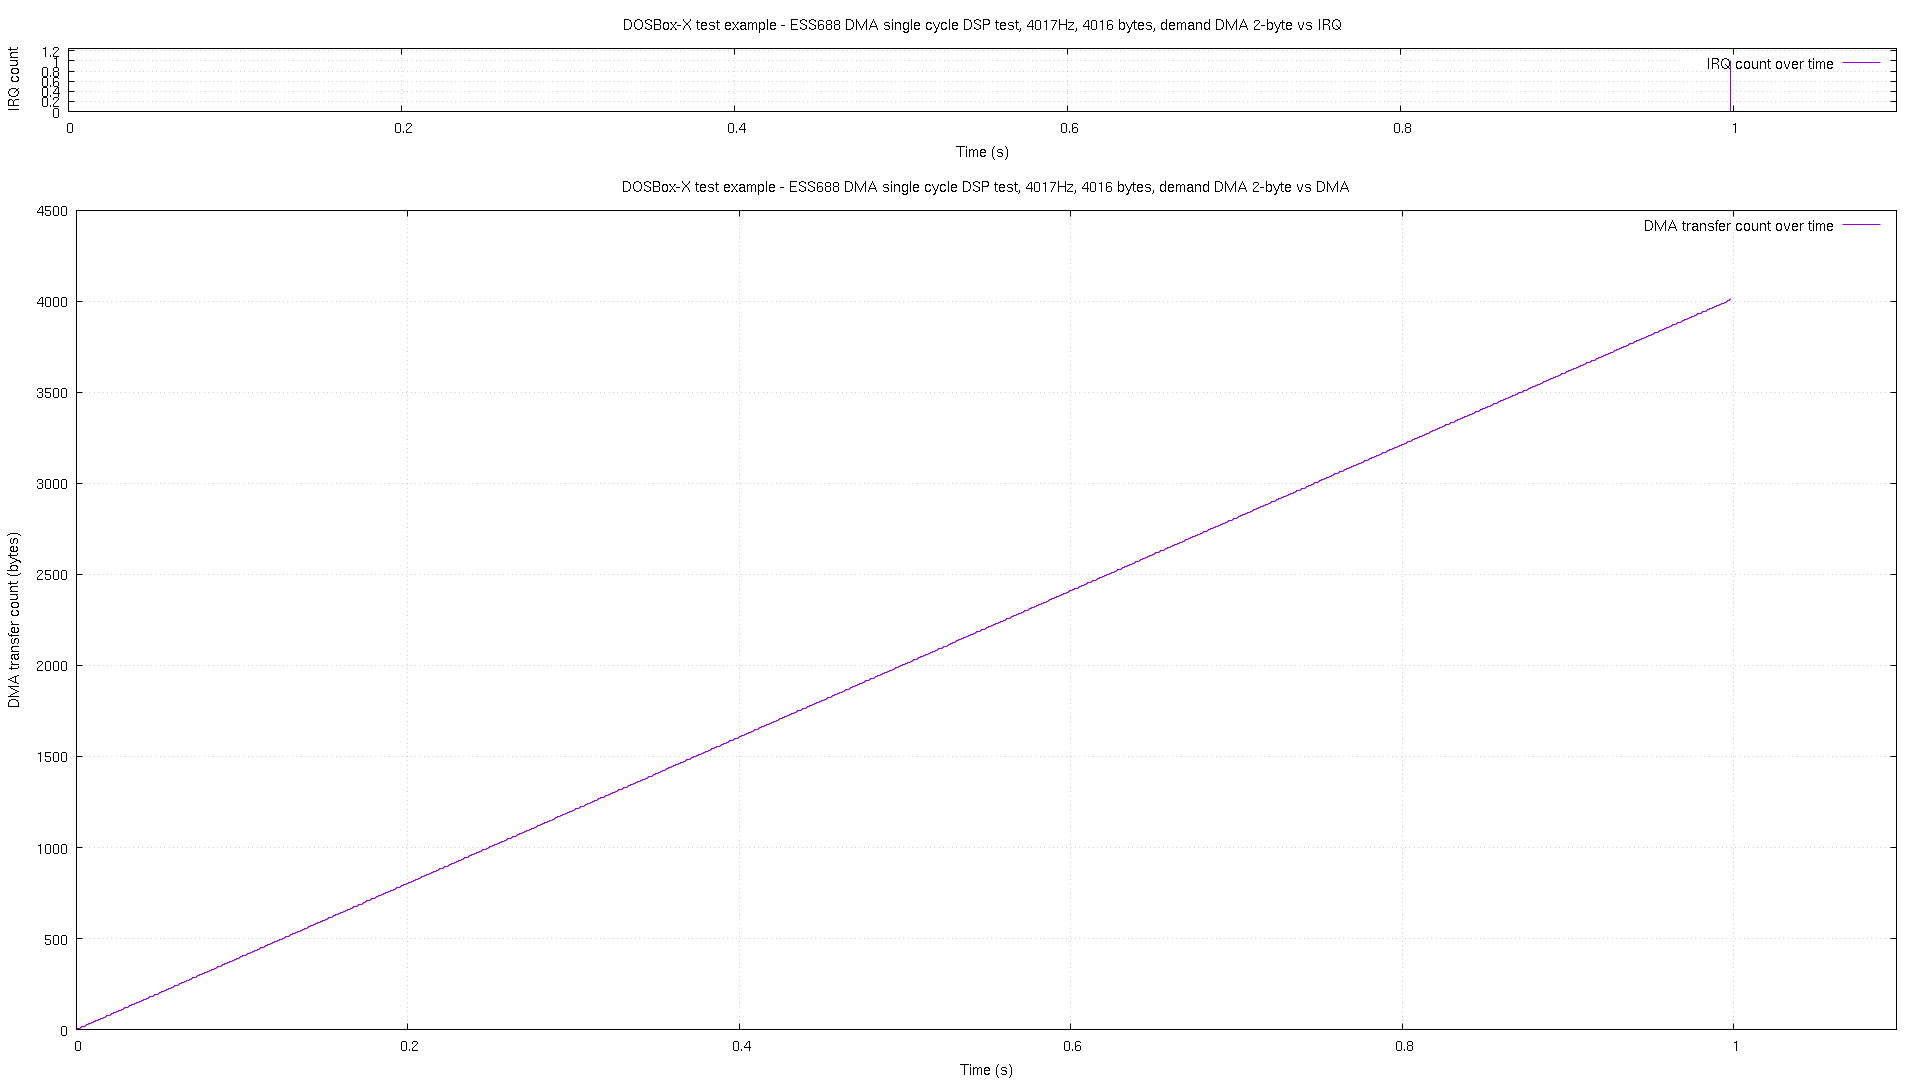 DOSBox-X test example - ESS688 DMA single cycle DSP test, 4017Hz, 4016 bytes, demand DMA 2-byte vs IRQ
IRQ count
1.2
1
0.8
0.6
0.4
0.2
0
IRQ count over time
0 0.2 0.4 0.6 0.8 1
Time (s)
DOSBox-X test example - ESS688 DMA single cycle DSP test, 4017Hz, 4016 bytes, demand DMA 2-byte vs DMA
DMA transfer count (bytes)
4500
DMA transfer count over time
4000
3500
3000
2500
2000
1500
1000
500
0
0 0.2 0.4 0.6 0.8 1
Time (s)